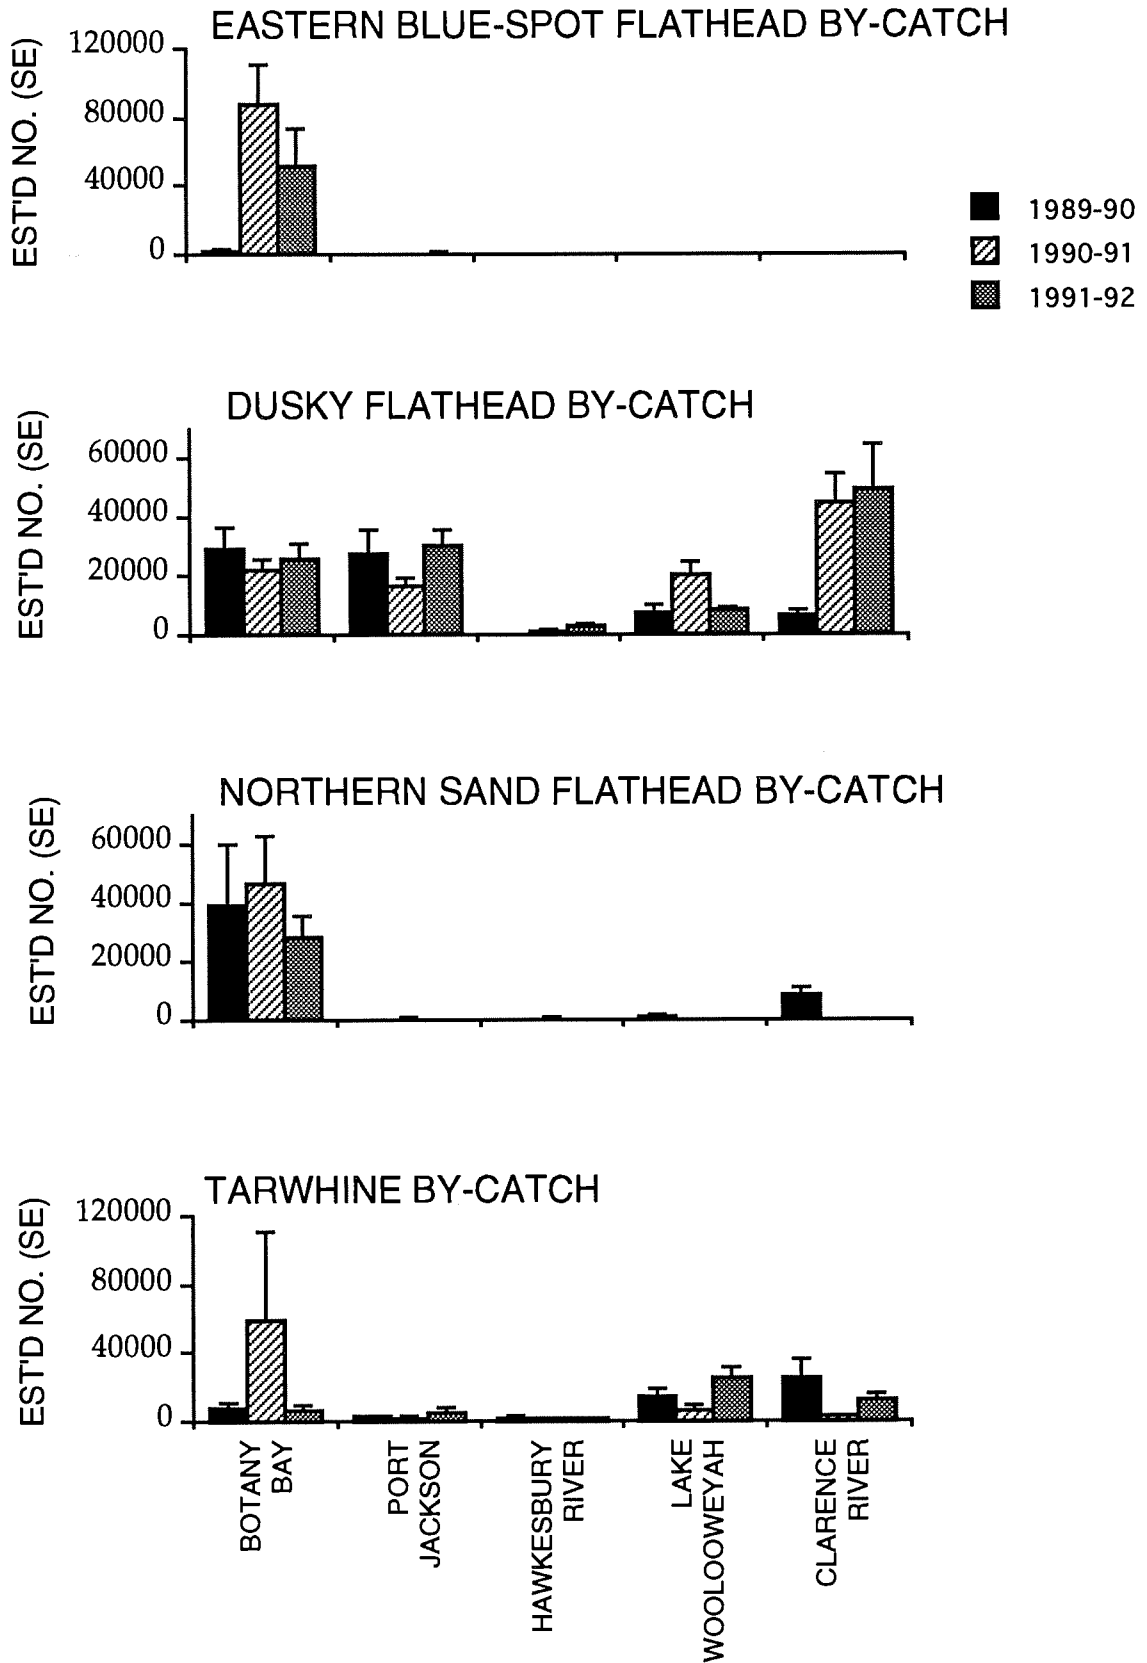 EASTERN BLUE-SPOT FLATHEAD BY-CATCH
EST'D NO. (SE)
120000
80000
40000
0
1989-90
1990-91
1991-92
DUSKY FLATHEAD BY-CATCH
EST'D NO. (SE)
60000
40000
20000
0
NORTHERN SAND FLATHEAD BY-CATCH
EST'D NO. (SE)
60000
40000
20000
0
TARWHINE BY-CATCH
EST'D NO. (SE)
120000
80000
40000
0
BOTANY
BAY
PORT
JACKSON
HAWKESBURY
RIVER
LAKE
WOOLOOWEYAH
CLARENCE
RIVER